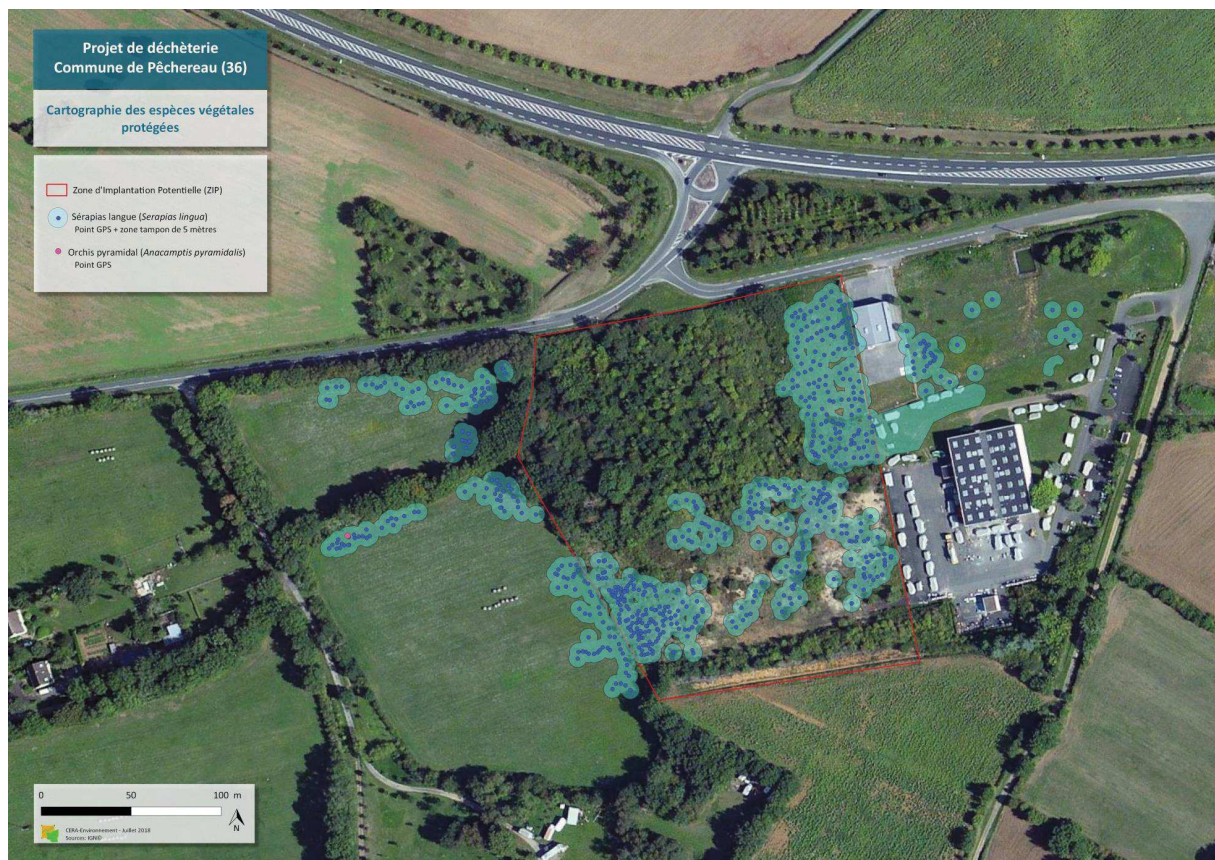 Projet de déchèterie
Commune de Pêchereau (36)
Cartographie des espèces végétales
protégées
Zone d'Implantation Potentielle (ZIP)
Sérapias langue (Serapias lingua)
Point GPS + zone tampon de 5 mètres
Orchis pyramidal (Anacamptis pyramidalis)
Point GPS
0 50 100 m
N
CERA-Environnement - Juillet 2018
Sources: IGN©